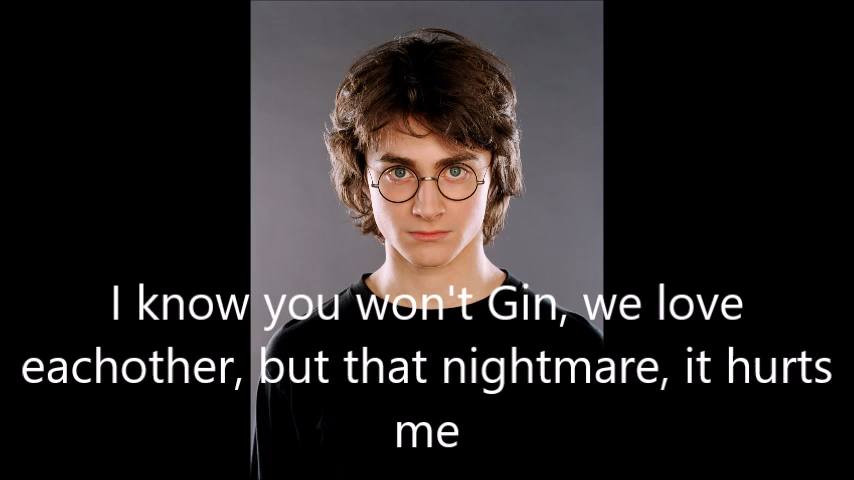 I know you won't Gin, we love
eachother, but that nightmare, it hurts
me